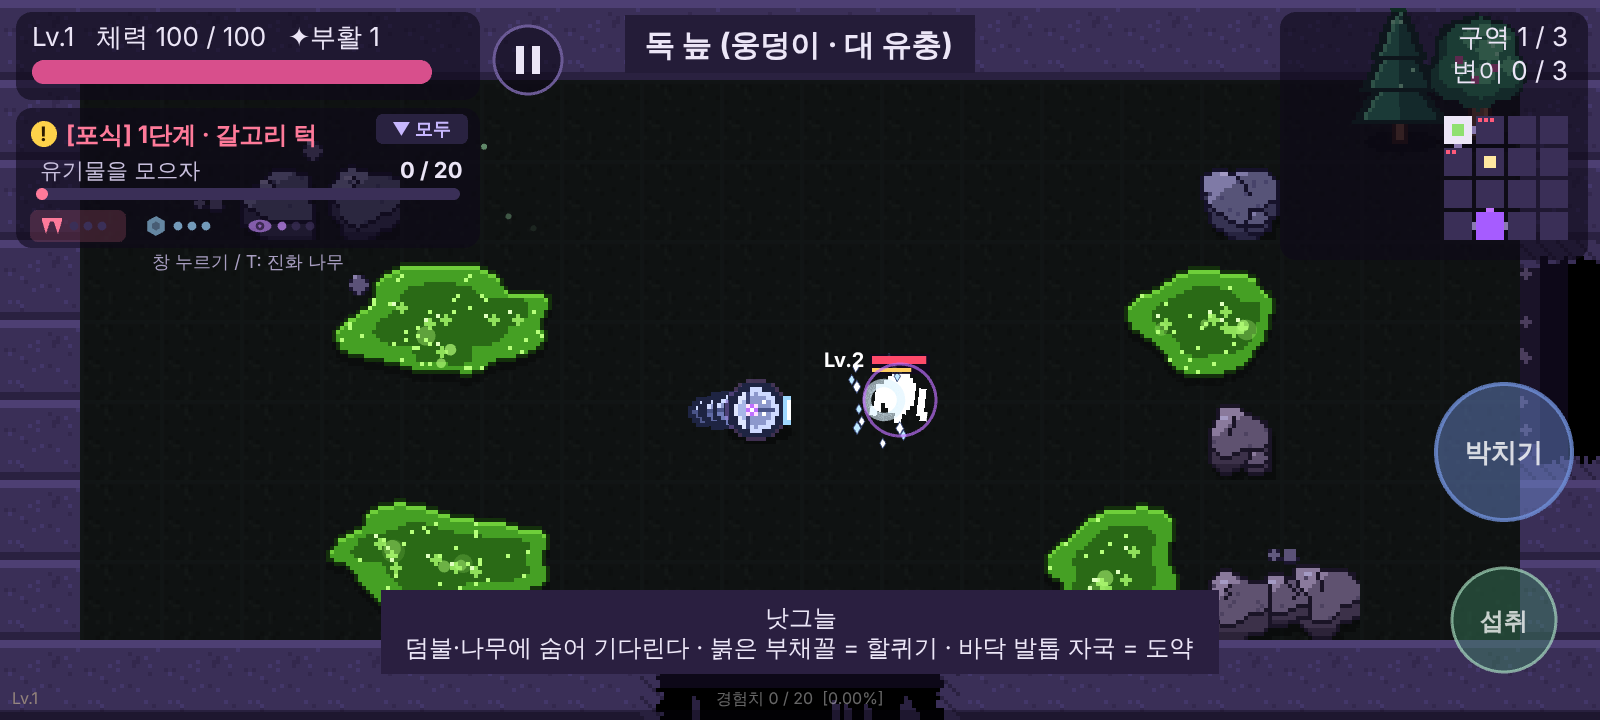 Lv.1 체력 100 / 100 ✦부활 1
독 늪 (웅덩이 · 대 유충)
구역 1 / 3
변이 0 / 3
! [포식] 1단계 · 갈고리 턱
▼ 모두
유기물을 모으자 0 / 20
창 누르기 / T: 진화 나무
Lv.2
박치기
섭취
낫그늘
덤불·나무에 숨어 기다린다 · 붉은 부채꼴 = 할퀴기 · 바닥 발톱 자국 = 도약
Lv.1
경험치 0 / 20 [0.00%]